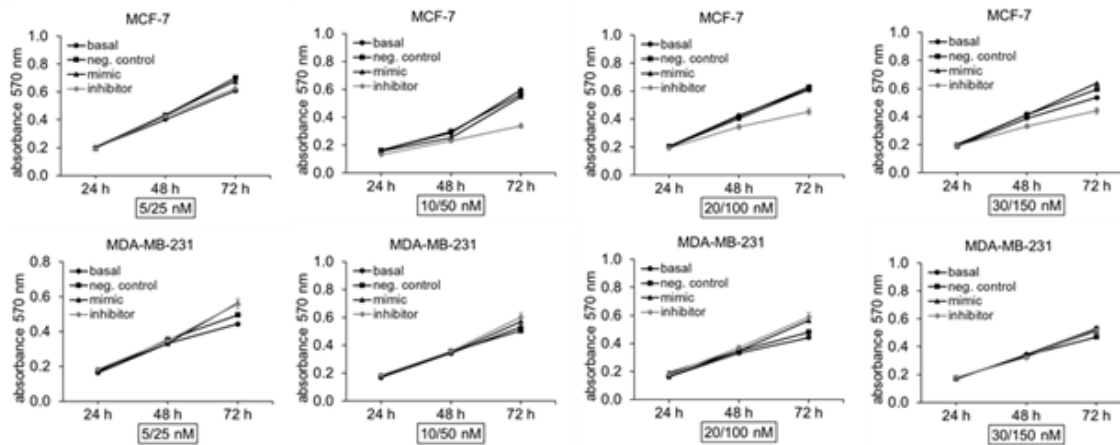 MCF-7
absorbance 570 nm
1.0
0.8
0.6
0.4
0.2
0.0
basal
neg. control
mimic
inhibitor
24 h 48 h 72 h
5/25 nM
MCF-7
absorbance 570 nm
1.0
0.8
0.6
0.4
0.2
0.0
basal
neg. control
mimic
inhibitor
24 h 48 h 72 h
10/50 nM
MCF-7
absorbance 570 nm
1.0
0.8
0.6
0.4
0.2
0.0
basal
neg. control
mimic
inhibitor
24 h 48 h 72 h
20/100 nM
MCF-7
absorbance 570 nm
1.0
0.8
0.6
0.4
0.2
0.0
basal
neg. control
mimic
inhibitor
24 h 48 h 72 h
30/150 nM
MDA-MB-231
absorbance 570 nm
0.8
0.6
0.4
0.2
0.0
basal
neg. control
mimic
inhibitor
24 h 48 h 72 h
5/25 nM
MDA-MB-231
absorbance 570 nm
1.0
0.8
0.6
0.4
0.2
0.0
basal
neg. control
mimic
inhibitor
24 h 48 h 72 h
10/50 nM
MDA-MB-231
absorbance 570 nm
1.0
0.8
0.6
0.4
0.2
0.0
basal
neg. control
mimic
inhibitor
24 h 48 h 72 h
20/100 nM
MDA-MB-231
absorbance 570 nm
1.0
0.8
0.6
0.4
0.2
0.0
basal
neg. control
mimic
inhibitor
24 h 48 h 72 h
30/150 nM